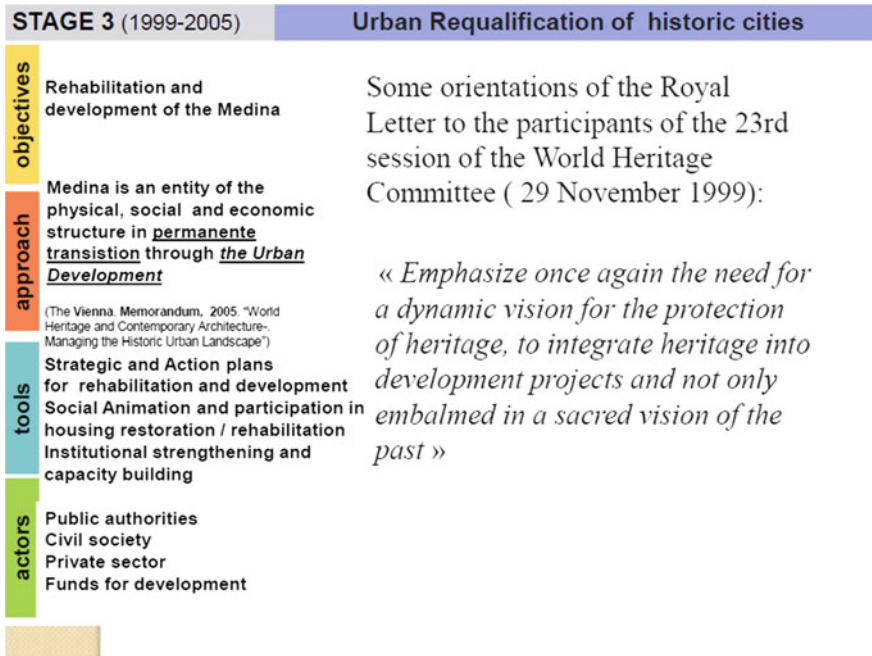 STAGE 3 (1999-2005)
Urban Requalification of historic cities
objectives
Rehabilitation and
development of the Medina
approach
Medina is an entity of the
physical, social and economic
structure in permanente
transistion through the Urban
Development
(The Vienna. Memorandum, 2005. "World
Heritage and Contemporary Architecture-.
Managing the Historic Urban Landscape")
tools
Strategic and Action plans
for rehabilitation and development
Social Animation and participation in
housing restoration / rehabilitation
Institutional strengthening and
capacity building
actors
Public authorities
Civil society
Private sector
Funds for development
Some orientations of the Royal
Letter to the participants of the 23rd
session of the World Heritage
Committee ( 29 November 1999):
« Emphasize once again the need for
a dynamic vision for the protection
of heritage, to integrate heritage into
development projects and not only
embalmed in a sacred vision of the
past »